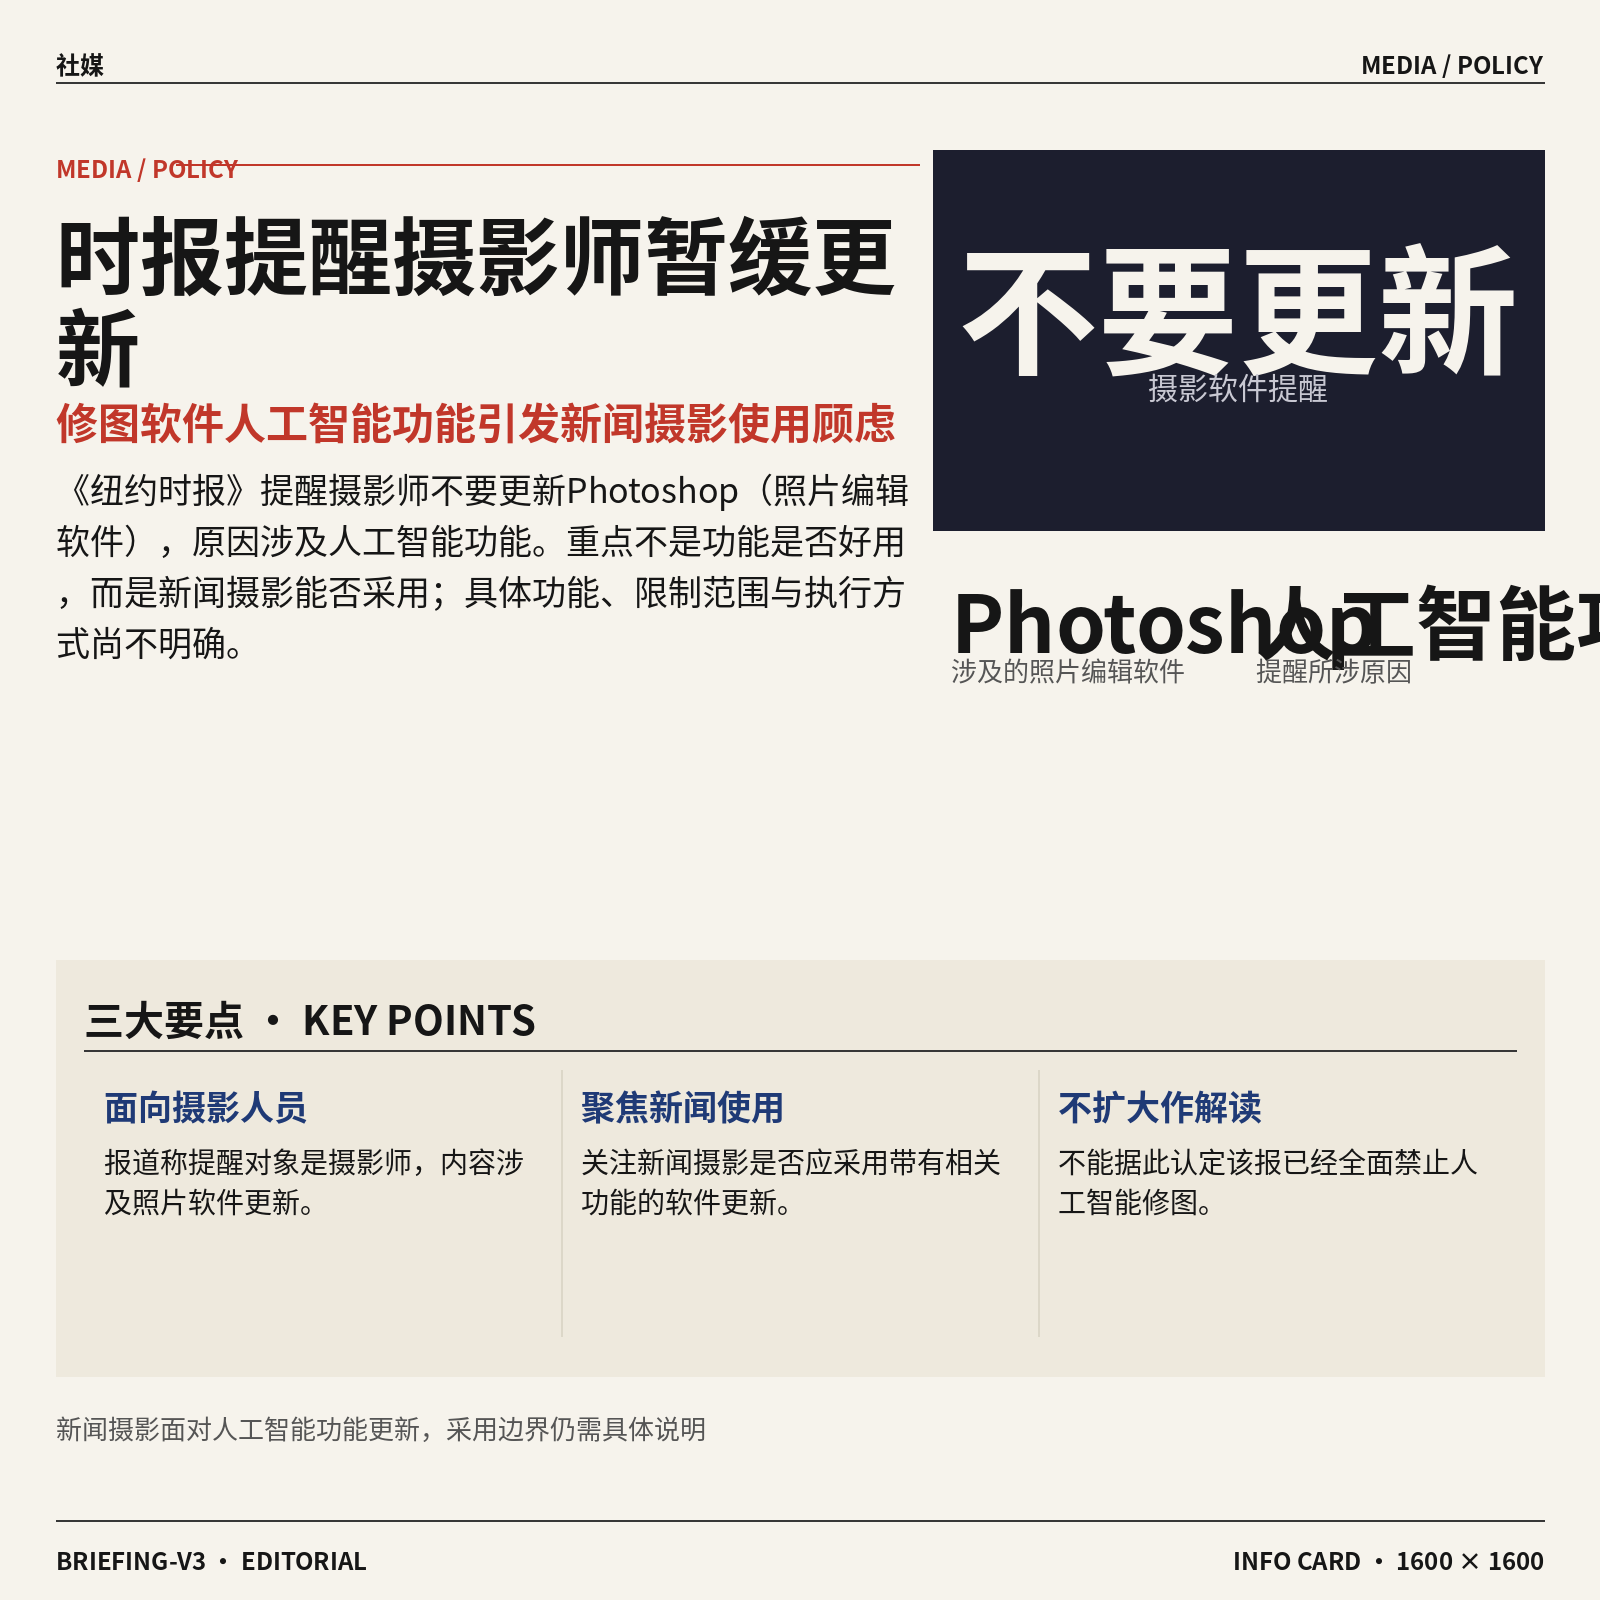 社媒
MEDIA / POLICY
MEDIA / POLICY
时报提醒摄影师暂缓更
新
修图软件人工智能功能引发新闻摄影使用顾虑
《纽约时报》提醒摄影师不要更新Photoshop（照片编辑
软件），原因涉及人工智能功能。重点不是功能是否好用
，而是新闻摄影能否采用；具体功能、限制范围与执行方
式尚不明确。
不要更新
摄影软件提醒
Photoshop
涉及的照片编辑软件
人工智能
提醒所涉原因
三大要点 • KEY POINTS
面向摄影人员
报道称提醒对象是摄影师，内容涉
及照片软件更新。
聚焦新闻使用
关注新闻摄影是否应采用带有相关
功能的软件更新。
不扩大作解读
不能据此认定该报已经全面禁止人
工智能修图。
新闻摄影面对人工智能功能更新，采用边界仍需具体说明
BRIEFING-V3 • EDITORIAL
INFO CARD • 1600 × 1600